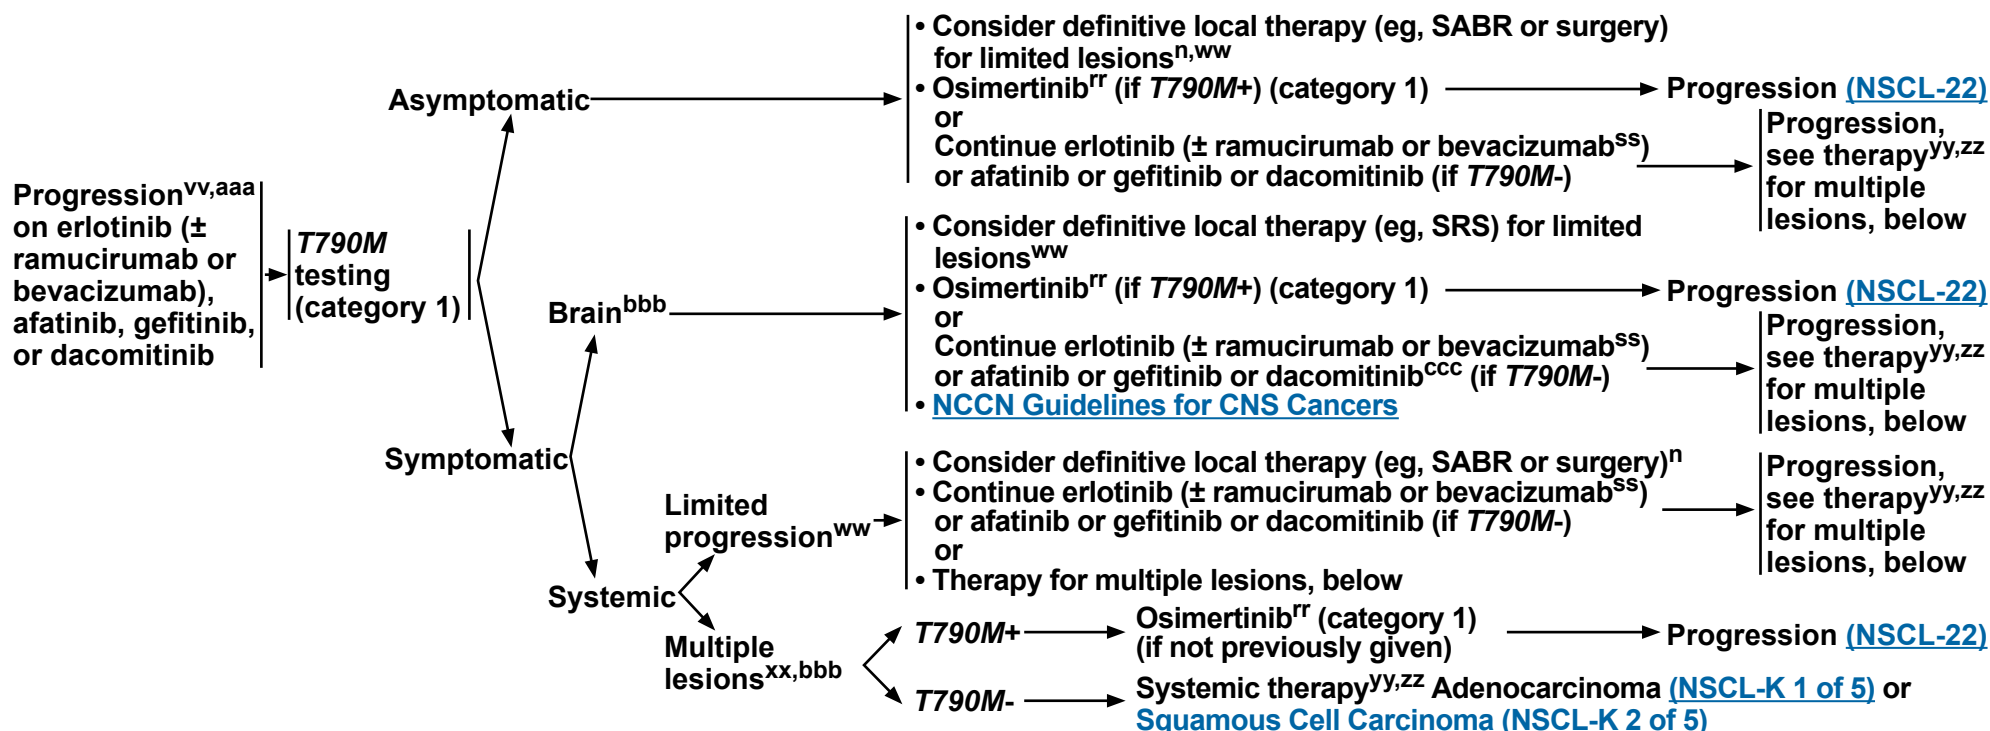 Progression^vv,aaa
on erlotinib (±
ramucirumab or
bevacizumab),
afatinib, gefitinib,
or dacomitinib
T790M
testing
(category 1)
Asymptomatic
• Consider definitive local therapy (eg, SABR or surgery)
for limited lesions^n,ww
• Osimertinib^rr (if T790M+) (category 1)
or
Continue erlotinib (± ramucirumab or bevacizumab^ss)
or afatinib or gefitinib or dacomitinib (if T790M-)
Progression (NSCL-22)
Progression,
see therapy^yy,zz
for multiple
lesions, below
Symptomatic
Brain^bbb
• Consider definitive local therapy (eg, SRS) for limited
lesions^ww
• Osimertinib^rr (if T790M+) (category 1)
or
Continue erlotinib (± ramucirumab or bevacizumab^ss)
or afatinib or gefitinib or dacomitinib^ccc (if T790M-)
• NCCN Guidelines for CNS Cancers
Progression (NSCL-22)
Progression,
see therapy^yy,zz
for multiple
lesions, below
Systemic
Limited
progression^ww
• Consider definitive local therapy (eg, SABR or surgery)^n
• Continue erlotinib (± ramucirumab or bevacizumab^ss)
or afatinib or gefitinib or dacomitinib (if T790M-)
or
• Therapy for multiple lesions, below
Progression,
see therapy^yy,zz
for multiple
lesions, below
Multiple
lesions^xx,bbb
T790M+
Osimertinib^rr (category 1)
(if not previously given)
Progression (NSCL-22)
T790M-
Systemic therapy^yy,zz Adenocarcinoma (NSCL-K 1 of 5) or
Squamous Cell Carcinoma (NSCL-K 2 of 5)